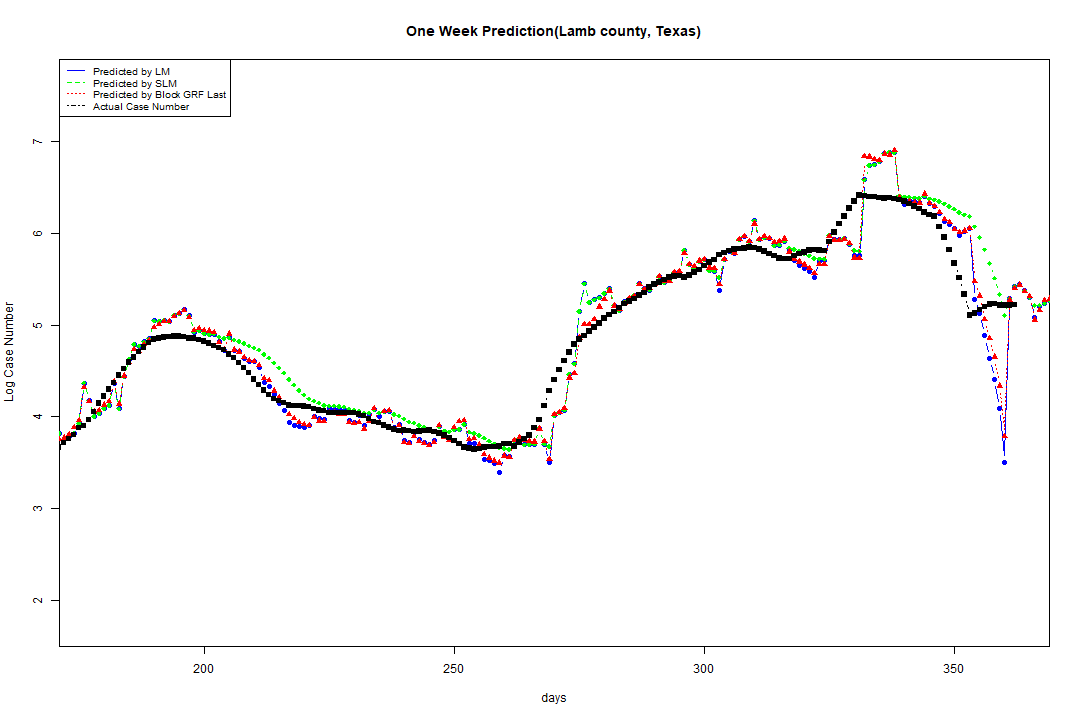 One Week Prediction(Lamb county, Texas)
Predicted by LM
Predicted by SLM
Predicted by Block GRF Last
Actual Case Number
7
6
5
4
3
2
Log Case Number
200
250
300
350
days